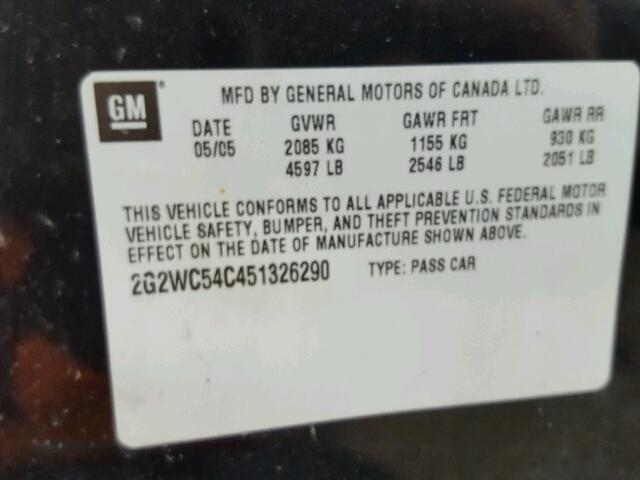 GM
MFD BY GENERAL MOTORS OF CANADA LTD.
DATE GVWR GAWR FRT GAWR RR
05/05 2085 KG 1155 KG 930 KG
4597 LB 2546 LB 2051 LB
THIS VEHICLE CONFORMS TO ALL APPLICABLE U.S. FEDERAL MOTOR
VEHICLE SAFETY, BUMPER, AND THEFT PREVENTION STANDARDS IN
EFFECT ON THE DATE OF MANUFACTURE SHOWN ABOVE.
2G2WC54C451326290 TYPE: PASS CAR